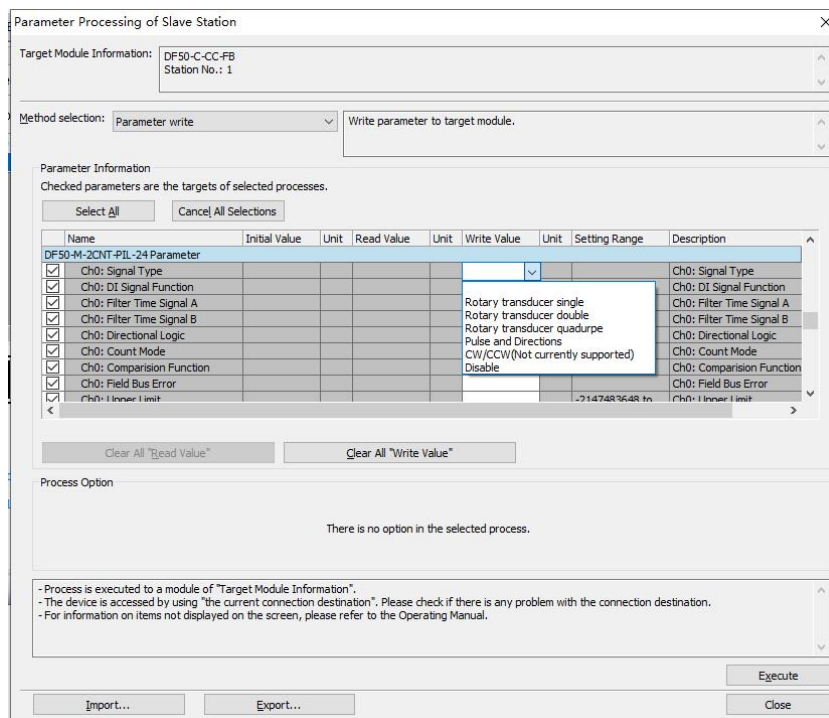 Parameter Processing of Slave Station
Target Module Information:
DF50-C-CC-FB
Station No.: 1
Method selection:
Parameter write
Write parameter to target module.
Parameter Information
Checked parameters are the targets of selected processes.
Select All
Cancel All Selections
Name Initial Value Unit Read Value Unit Write Value Unit Setting Range Description
DF50-M-2CNT-PIL-24 Parameter
Ch0: Signal Type Ch0: Signal Type
Ch0: DI Signal Function Ch0: DI Signal Function
Ch0: Filter Time Signal A Ch0: Filter Time Signal A
Ch0: Filter Time Signal B Ch0: Filter Time Signal B
Ch0: Directional Logic Ch0: Directional Logic
Ch0: Count Mode Ch0: Count Mode
Ch0: Comparision Function Ch0: Comparision Function
Ch0: Field Bus Error Ch0: Field Bus Error
Ch0: Upper Limit -2147483648 to Ch0: Upper Limit
Rotary transducer single
Rotary transducer double
Rotary transducer quadurpe
Pulse and Directions
CW/CCW(Not currently supported)
Disable
Clear All "Read Value"
Clear All "Write Value"
Process Option
There is no option in the selected process.
- Process is executed to a module of "Target Module Information".
- The device is accessed by using "the current connection destination". Please check if there is any problem with the connection destination.
- For information on items not displayed on the screen, please refer to the Operating Manual.
Execute
Import...
Export...
Close